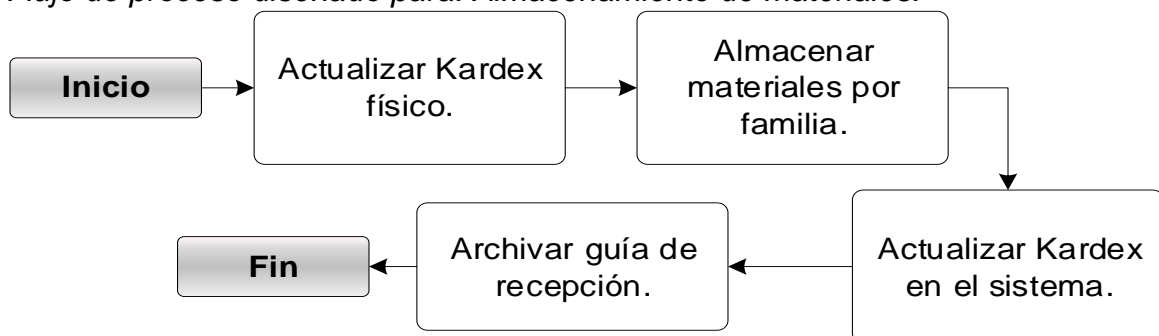 Flujo de proceso diseñado para: Almacenamiento de materiales.
Inicio
Actualizar Kardex
físico.
Almacenar
materiales por
familia.
Actualizar Kardex
en el sistema.
Archivar guía de
recepción.
Fin